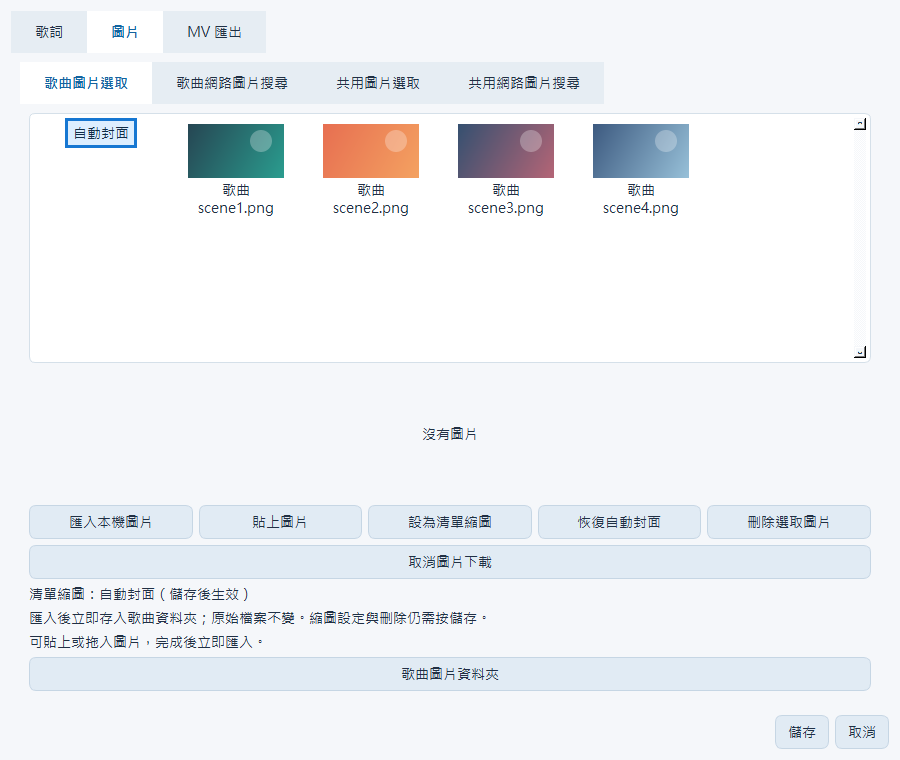 歌詞
圖片
MV 匯出
歌曲圖片選取
歌曲網路圖片搜尋
共用圖片選取
共用網路圖片搜尋
自動封面
歌曲
scene1.png
歌曲
scene2.png
歌曲
scene3.png
歌曲
scene4.png
沒有圖片
匯入本機圖片
貼上圖片
設為清單縮圖
恢復自動封面
刪除選取圖片
取消圖片下載
清單縮圖：自動封面（儲存後生效）
匯入後立即存入歌曲資料夾；原始檔案不變。縮圖設定與刪除仍需按儲存。
可貼上或拖入圖片，完成後立即匯入。
歌曲圖片資料夾
儲存
取消